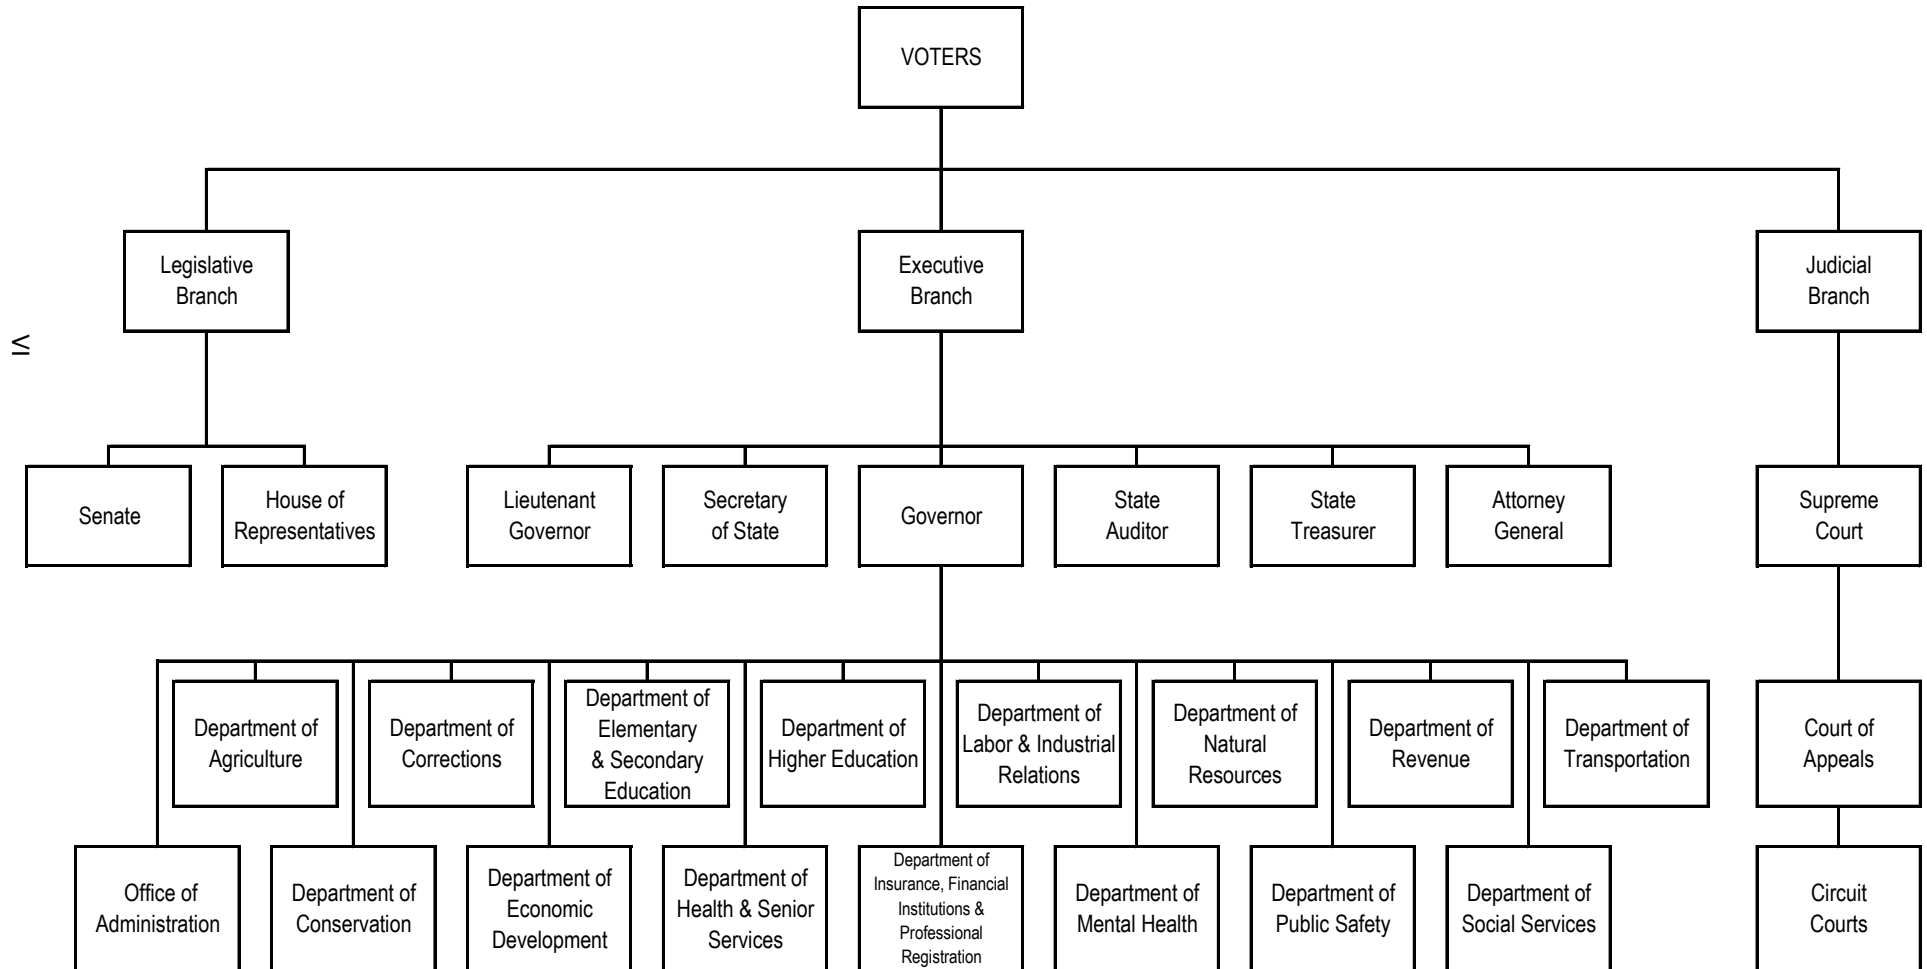 VOTERS
Legislative
Branch
Executive
Branch
Judicial
Branch
VI
Senate
House of
Representatives
Lieutenant
Governor
Secretary
of State
Governor
State
Auditor
State
Treasurer
Attorney
General
Supreme
Court
Department of
Agriculture
Department of
Corrections
Department of
Elementary
& Secondary
Education
Department of
Higher Education
Department of
Labor & Industrial
Relations
Department of
Natural
Resources
Department of
Revenue
Department of
Transportation
Court of
Appeals
Office of
Administration
Department of
Conservation
Department of
Economic
Development
Department of
Health & Senior
Services
Department of
Insurance, Financial
Institutions &
Professional
Registration
Department of
Mental Health
Department of
Public Safety
Department of
Social Services
Circuit
Courts